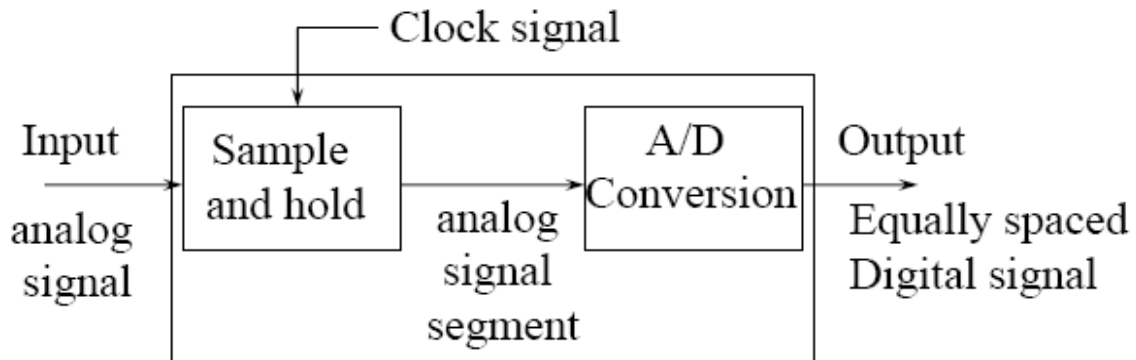 Clock signal
Input
analog
signal
Sample
and hold
analog
signal
segment
A/D
Conversion
Output
Equally spaced
Digital signal